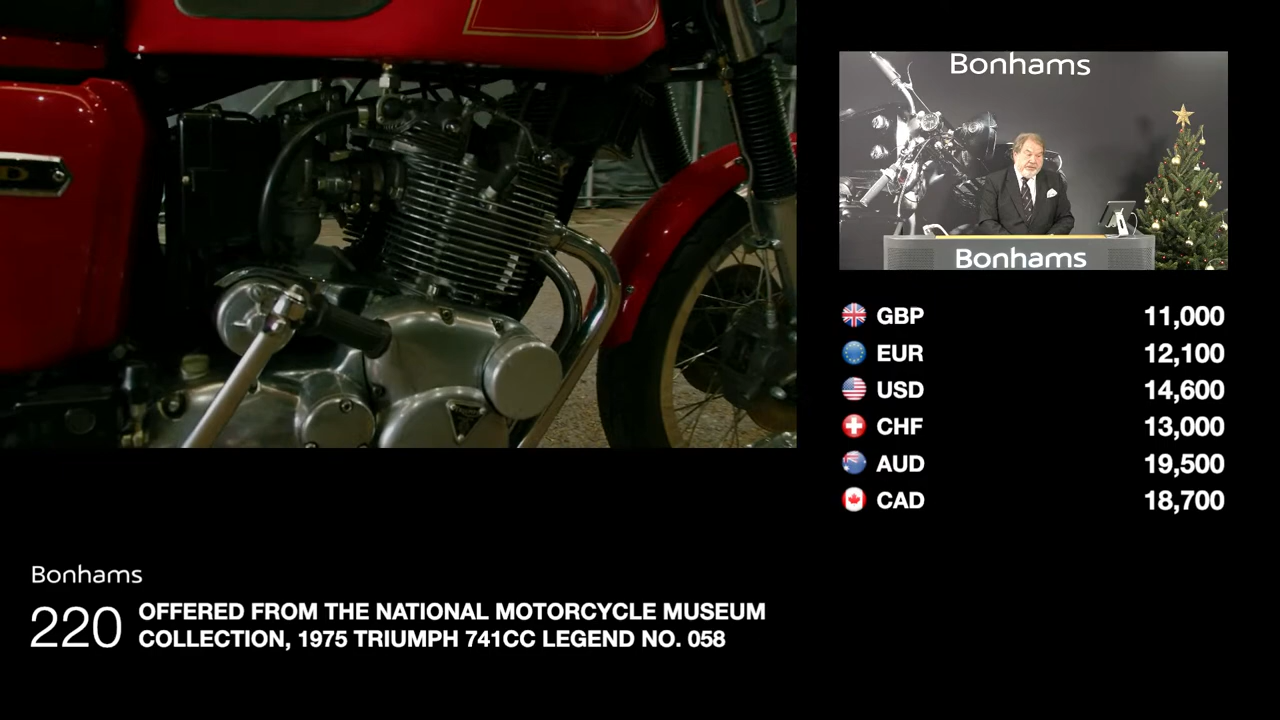 Bonhams
Bonhams
GBP 11,000
EUR 12,100
USD 14,600
CHF 13,000
AUD 19,500
CAD 18,700
Bonhams
220 OFFERED FROM THE NATIONAL MOTORCYCLE MUSEUM
COLLECTION, 1975 TRIUMPH 741CC LEGEND NO. 058